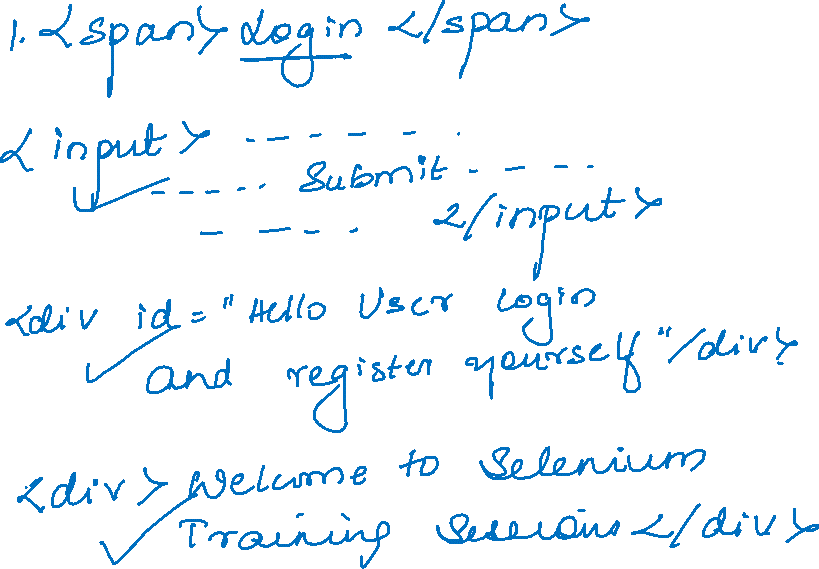 1. <span> Login </span>
<input> - - - - - -
- - - - - Submit - - - -
- - - - - </input>
<div id = "Hello User login
and register yourself"/div>
<div> Welcome to Selenium
Training Sessions </div>